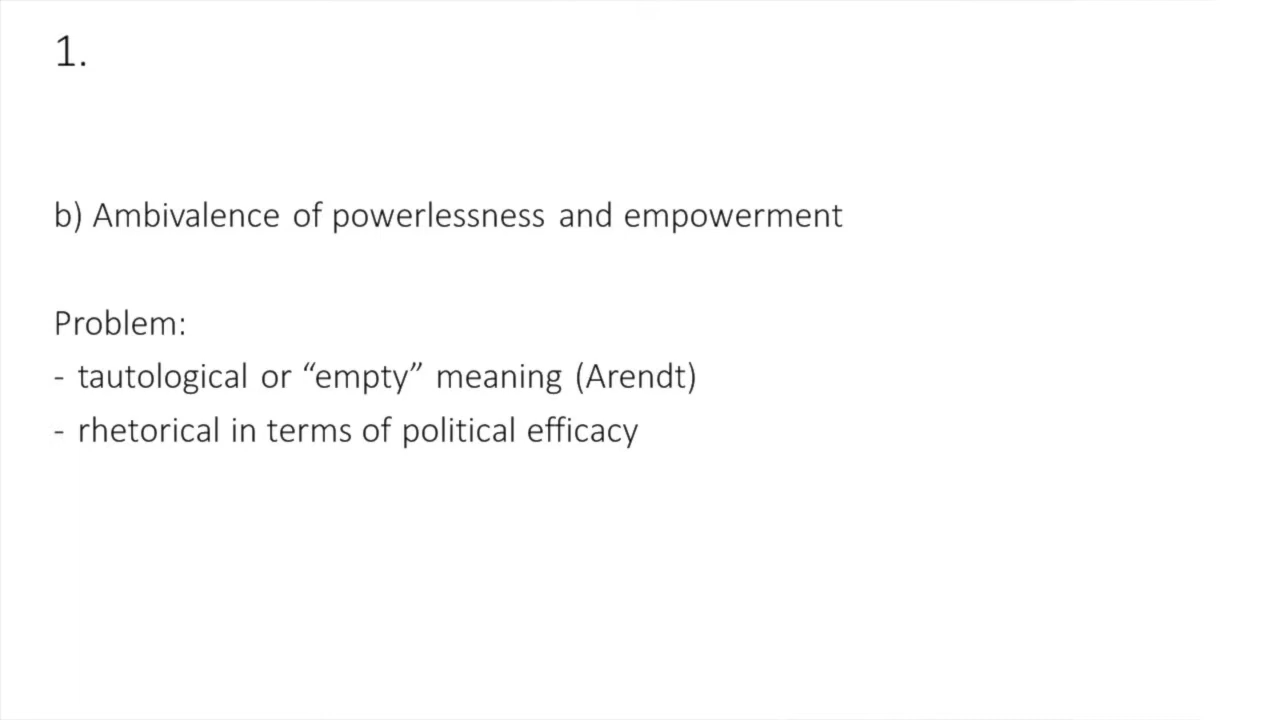 1.
b) Ambivalence of powerlessness and empowerment
Problem:
- tautological or “empty” meaning (Arendt)
- rhetorical in terms of political efficacy